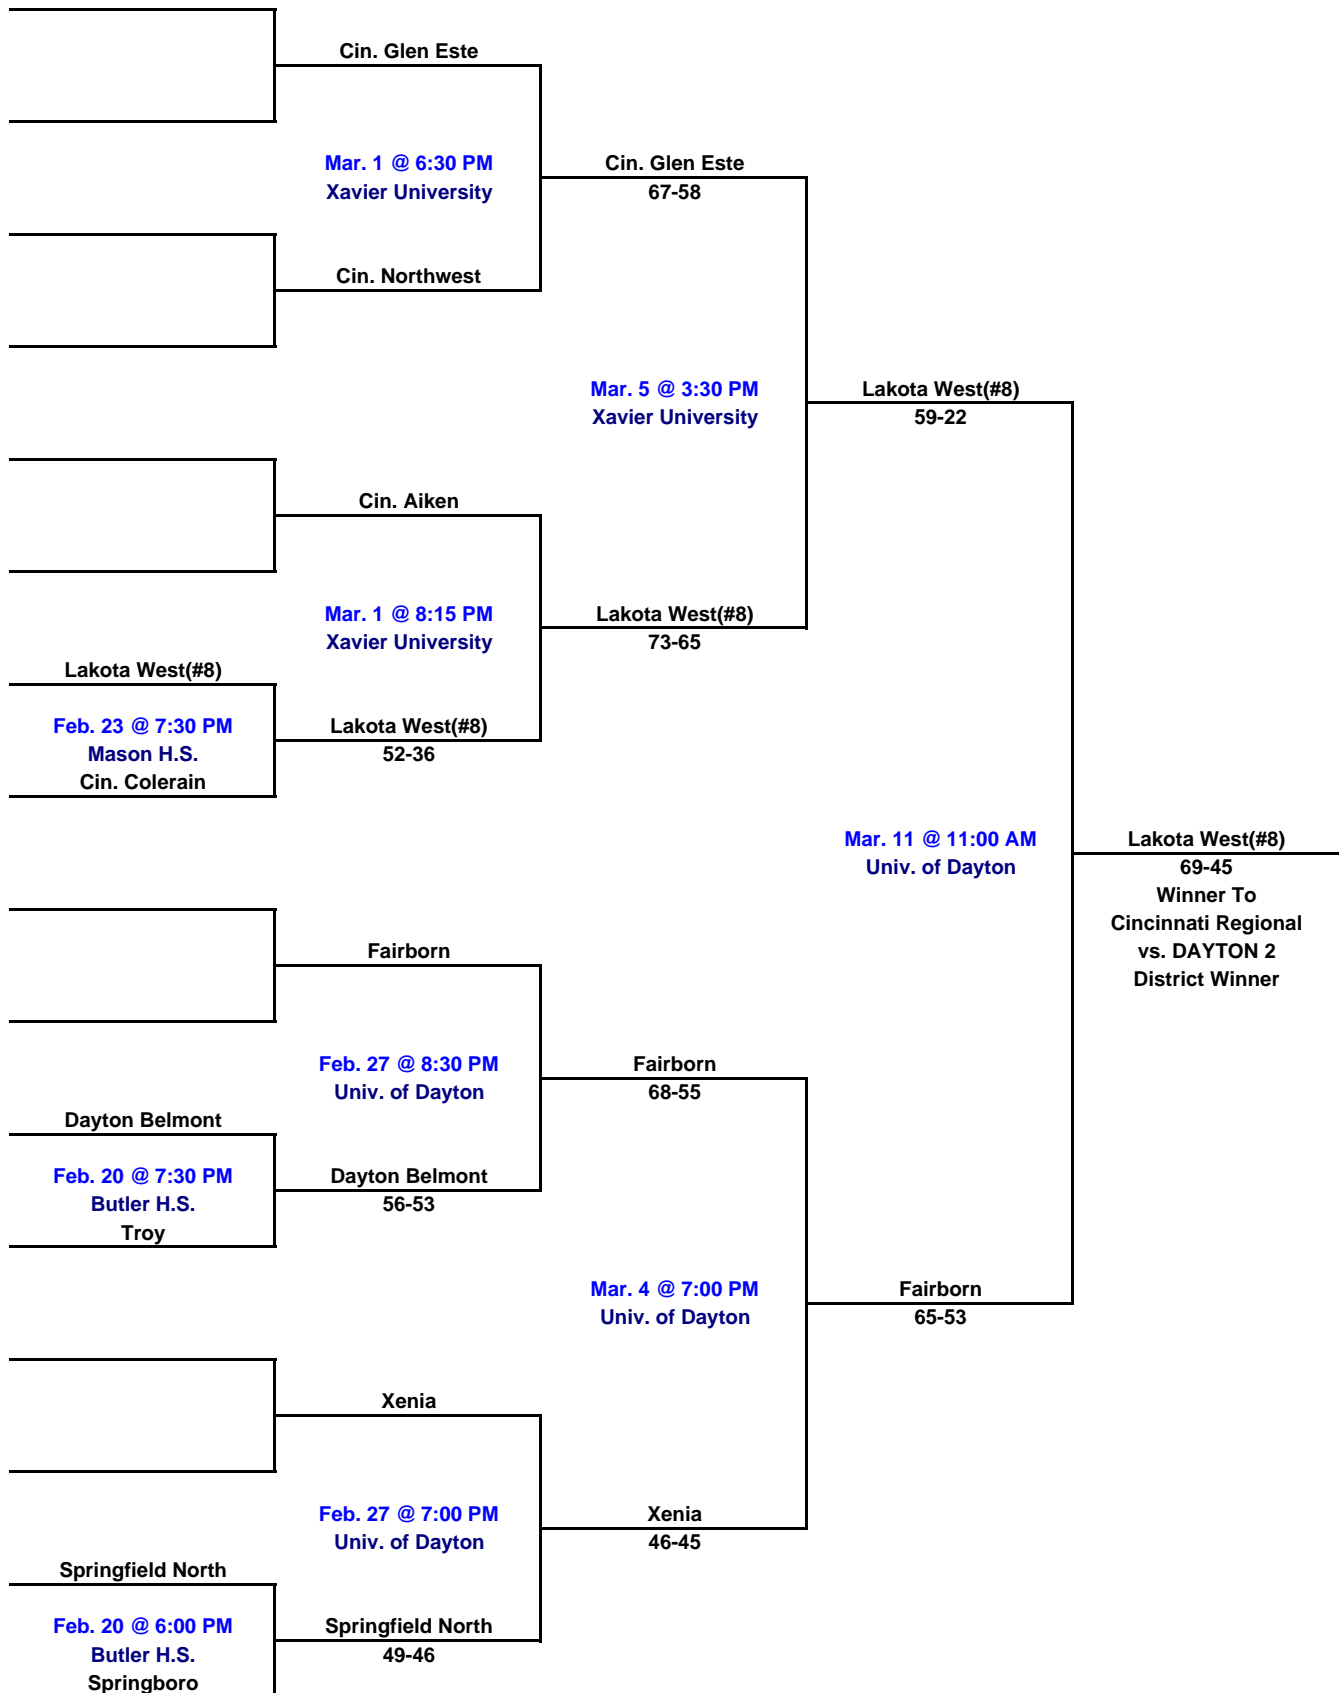 Cin. Glen Este
Mar. 1 @ 6:30 PM
Xavier University
Cin. Glen Este
67-58
Cin. Northwest
Mar. 5 @ 3:30 PM
Xavier University
Lakota West(#8)
59-22
Cin. Aiken
Mar. 1 @ 8:15 PM
Xavier University
Lakota West(#8)
73-65
Lakota West(#8)
Feb. 23 @ 7:30 PM
Mason H.S.
Cin. Colerain
Lakota West(#8)
52-36
Mar. 11 @ 11:00 AM
Univ. of Dayton
Lakota West(#8)
69-45
Winner To
Cincinnati Regional
vs. DAYTON 2
District Winner
Fairborn
Feb. 27 @ 8:30 PM
Univ. of Dayton
Fairborn
68-55
Dayton Belmont
Feb. 20 @ 7:30 PM
Butler H.S.
Troy
Dayton Belmont
56-53
Mar. 4 @ 7:00 PM
Univ. of Dayton
Fairborn
65-53
Xenia
Feb. 27 @ 7:00 PM
Univ. of Dayton
Xenia
46-45
Springfield North
Feb. 20 @ 6:00 PM
Butler H.S.
Springboro
Springfield North
49-46